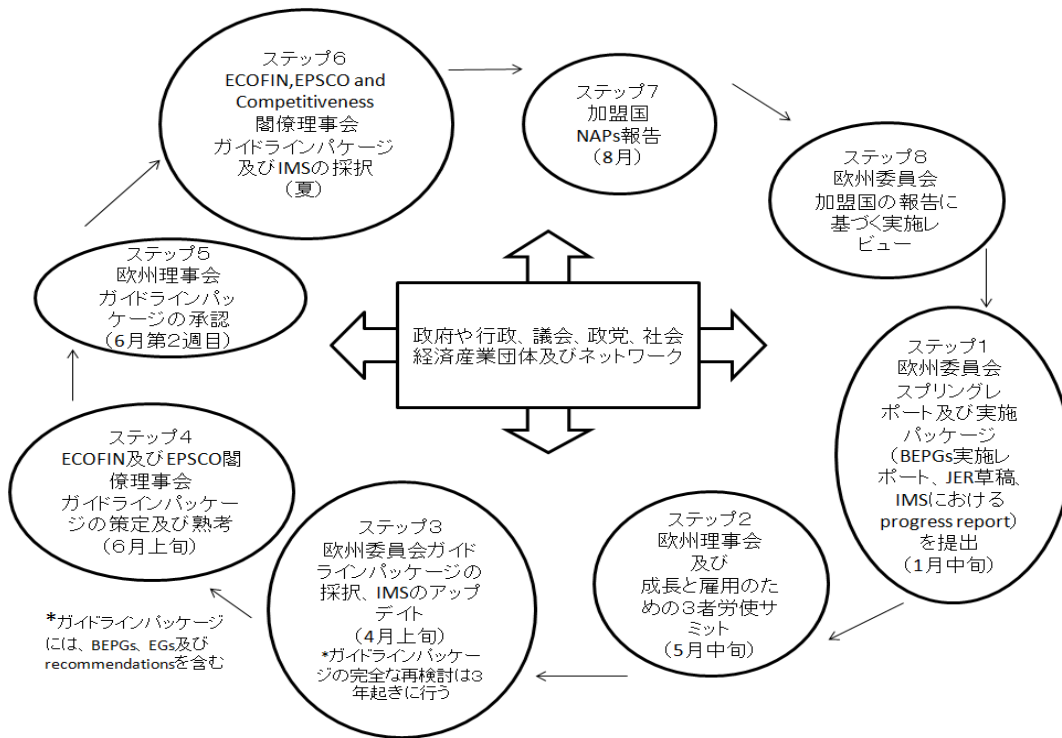 ステップ1
欧州委員会
スプリングレ
ポート及び実施
パッケージ
(BEPGs実施レ
ポート、JER草稿、
IMSにおける
progress report)
を提出
(1月中旬)
ステップ2
欧州理事会
及び
成長と雇用のた
めの3者労使サ
ミット
(5月中旬)
ステップ3
欧州委員会ガイド
ラインパッケージの
採択、IMSのアップ
デイト
(4月上旬)
*ガイドラインパッケー
ジの完全な再検討は3
年起きに行う
ステップ4
ECOFIN及びEPSCO閣
僚理事会
ガイドラインパッケー
ジの策定及び熟考
(6月上旬)
*ガイドラインパッケージ
には、BEPGs、EGs及び
recommendationsを含む
ステップ5
欧州理事会
ガイドラインパッ
ケージの承認
(6月第2週目)
ステップ6
ECOFIN,EPSCO and
Competitiveness
閣僚理事会
ガイドラインパッケージ
及びIMSの採択
(夏)
ステップ7
加盟国
NAPs報告
(8月)
ステップ8
欧州委員会
加盟国の報告に
基づく実施レ
ビュー
政府や行政、議会、政党、社会
経済産業団体及びネットワーク